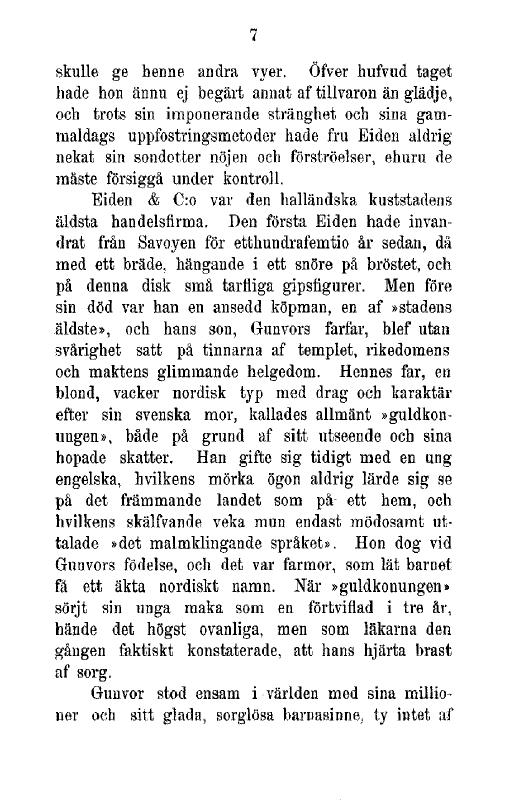 7
skulle ge henne andra vyer. Öfver hufvud taget
hade hon ännu ej begärt annat af tillvaron än glädje,
och trots sin imponerande stränghet och sina gam-
maldags uppfostringsmetoder hade fru Eiden aldrig
nekat sin sondotter nöjen och förströelser, ehuru de
måste försiggå under kontroll.
Eiden & C:o var den halländska kuststadens
äldsta handelsfirma. Den första Eiden hade invan-
drat från Savoyen för etthundrafemtio år sedan, då
med ett bräde, hängande i ett snöre på bröstet, och
på denna disk små tarfliga gipsfigurer. Men före
sin död var han en ansedd köpman, en af »stadens
äldste», och hans son, Gunvors farfar, blef utan
svårighet satt på tinnarna af templet, rikedomens
och maktens glimmande helgedom. Hennes far, en
blond, vacker nordisk typ med drag och karaktär
efter sin svenska mor, kallades allmänt »guldkon-
ungen», både på grund af sitt utseende och sina
hopade skatter. Han gifte sig tidigt med en ung
engelska, hvilkens mörka ögon aldrig lärde sig se
på det främmande landet som på ett hem, och
hvilkens skälfvande veka mun endast mödosamt ut-
talade »det malmklingande språket». Hon dog vid
Gunvors födelse, och det var farmor, som lät barnet
få ett äkta nordiskt namn. När »guldkonungen»
sörjt sin unga maka som en förtviflad i tre år,
hände det högst ovanliga, men som läkarna den
gången faktiskt konstaterade, att hans hjärta brast
af sorg.
Gunvor stod ensam i världen med sina millio-
ner och sitt glada, sorglösa barnasinne, ty intet af